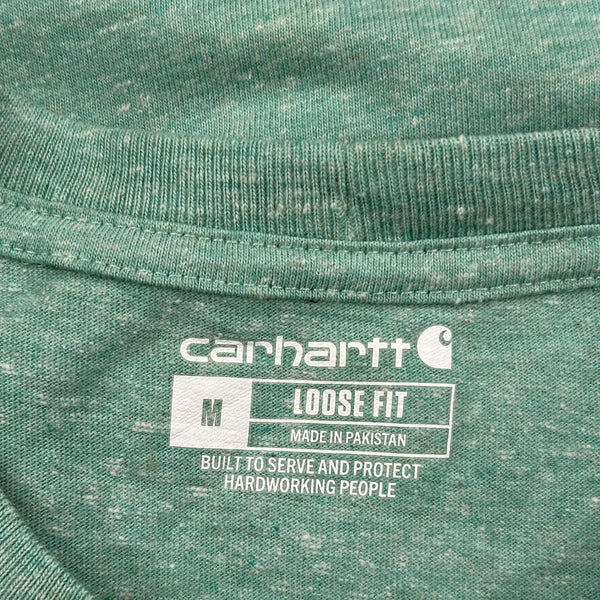 carhartt
M
LOOSE FIT
MADE IN PAKISTAN
BUILT TO SERVE AND PROTECT
HARDWORKING PEOPLE